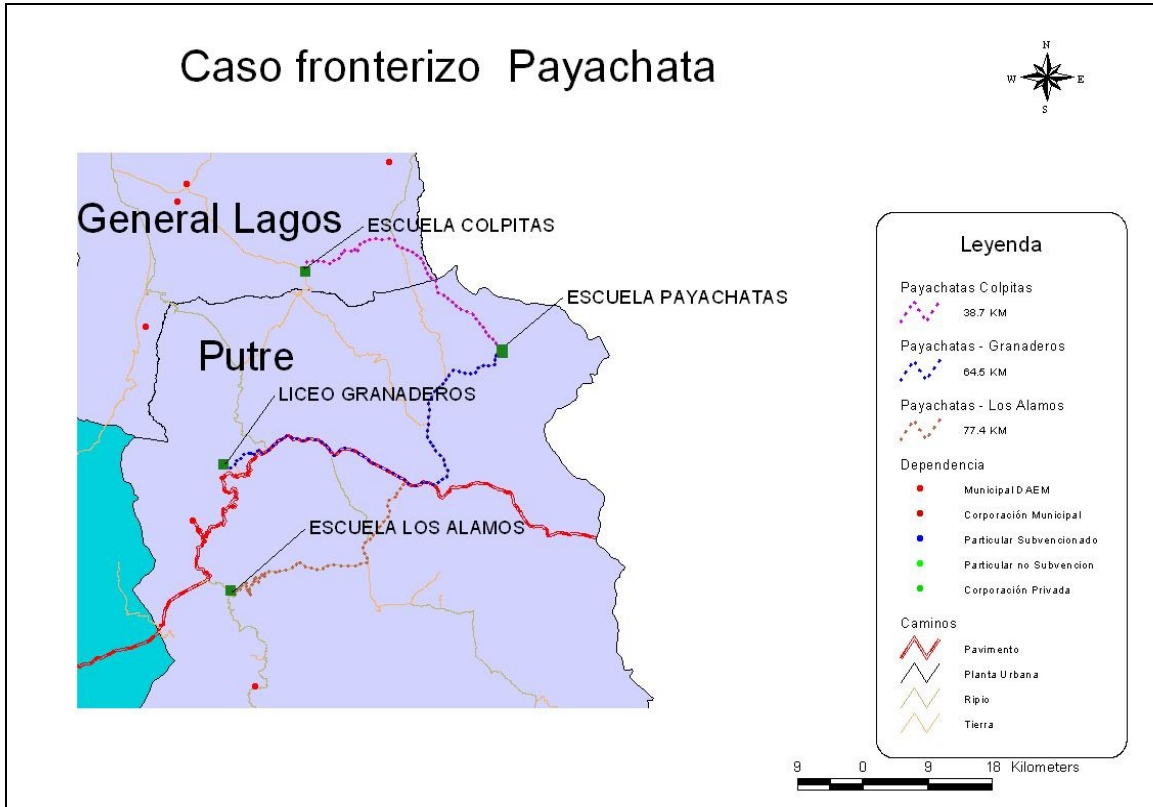 Caso fronterizo Payachata
N
W E
S
General Lagos
ESCUELA COLPITAS
ESCUELA PAYACHATAS
Putre
LICEO GRANADEROS
ESCUELA LOS ALAMOS
Leyenda
Payachatas Colpitas
38.7 KM
Payachatas - Granaderos
64.5 KM
Payachatas - Los Alamos
77.4 KM
Dependencia
Municipal DAEM
Corporación Municipal
Particular Subvencionado
Particular no Subvencion
Corporación Privada
Caminos
Pavimento
Planta Urbana
Ripio
Tierra
9 0 9 18 Kilometers